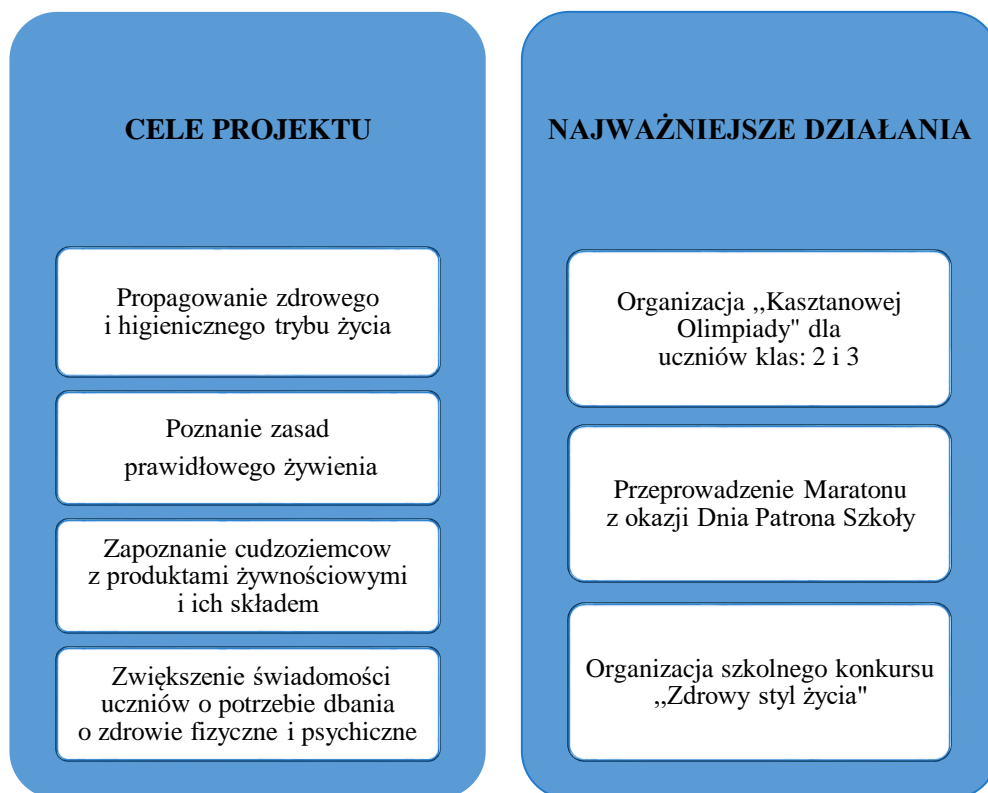 CELE PROJEKTU
Propagowanie zdrowego
i higienicznego trybu życia
Poznanie zasad
prawidłowego żywienia
Zapoznanie cudzoziemcow
z produktami żywnościowymi
i ich składem
Zwiększenie świadomości
uczniów o potrzebie dbania
o zdrowie fizyczne i psychiczne
NAJWAŻNIEJSZE DZIAŁANIA
Organizacja ,,Kasztanowej
Olimpiady" dla
uczniów klas: 2 i 3
Przeprowadzenie Maratonu
z okazji Dnia Patrona Szkoły
Organizacja szkolnego konkursu
,,Zdrowy styl życia"